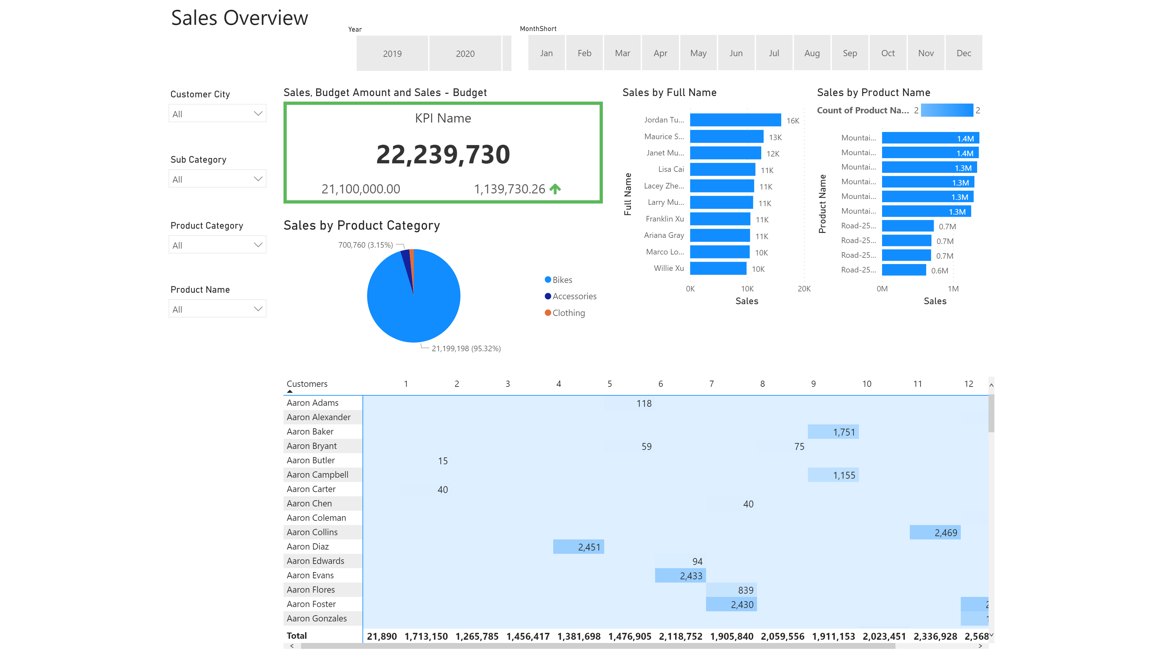 Sales Overview
Year
2019 2020
MonthShort
Jan Feb Mar Apr May Jun Jul Aug Sep Oct Nov Dec
Customer City
All
Sub Category
All
Product Category
All
Product Name
All
Sales, Budget Amount and Sales - Budget
KPI Name
22,239,730
21,100,000.00 1,139,730.26
Sales by Product Category
700,760 (3.15%)
21,199,198 (95.32%)
Bikes
Accessories
Clothing
Sales by Full Name
Full Name
Jordan Tu... 16K
Maurice S... 13K
Janet Mu... 12K
Lisa Cai 11K
Lacey Zhe... 11K
Larry Mu... 11K
Franklin Xu 11K
Ariana Gray 11K
Marco Lo... 10K
Willie Xu 10K
0K 10K 20K
Sales
Sales by Product Name
Count of Product Na... 2 2
Product Name
Mountai... 1.4M
Mountai... 1.4M
Mountai... 1.3M
Mountai... 1.3M
Mountai... 1.3M
Mountai... 1.3M
Road-25... 0.7M
Road-25... 0.7M
Road-25... 0.7M
Road-25... 0.6M
0M 1M
Sales
Customers 1 2 3 4 5 6 7 8 9 10 11 12
Aaron Adams 118
Aaron Alexander
Aaron Baker 1,751
Aaron Bryant 59 75
Aaron Butler 15
Aaron Campbell 1,155
Aaron Carter 40
Aaron Chen 40
Aaron Coleman
Aaron Collins 2,469
Aaron Diaz 2,451
Aaron Edwards 94
Aaron Evans 2,433
Aaron Flores 839
Aaron Foster 2,430
Aaron Gonzales
Total 21,890 1,713,150 1,265,785 1,456,417 1,381,698 1,476,905 2,118,752 1,905,840 2,059,556 1,911,153 2,023,451 2,336,928 2,568